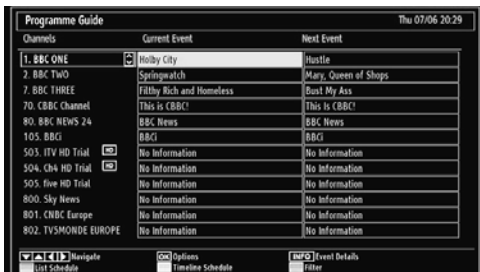 Programme Guide Thu 07/06 20:29
Channels Current Event Next Event
1. BBC ONE Holby City Hustle
2. BBC TWO Springwatch Mary, Queen of Shops
7. BBC THREE Filthy Rich and Homeless Bust My Ass
70. CBBC Channel This is CBBC! This Is CBBC!
80. BBC NEWS 24 BBC News BBC News
105. BBCi BBCi BBCi
503. ITV HD Trial HD No Information No Information
504. Ch4 HD Trial HD No Information No Information
505. five HD Trial No Information No Information
800. Sky News No Information No Information
801. CNBC Europe No Information No Information
802. TV5MONDE EUROPE No Information No Information
Navigate OK Options INFO Event Details
List Schedule Timeline Schedule Filter